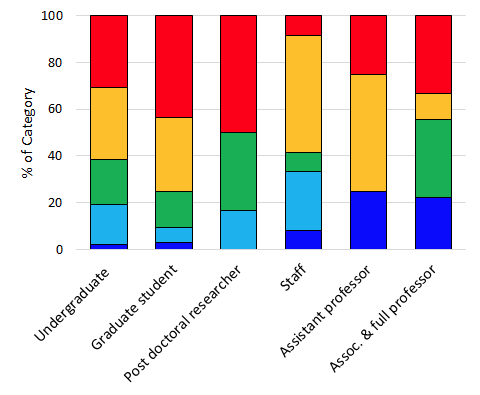 100
80
60
40
20
0
% of Category
Undergraduate
Graduate student
Post doctoral researcher
Staff
Assistant professor
Assoc. & full professor